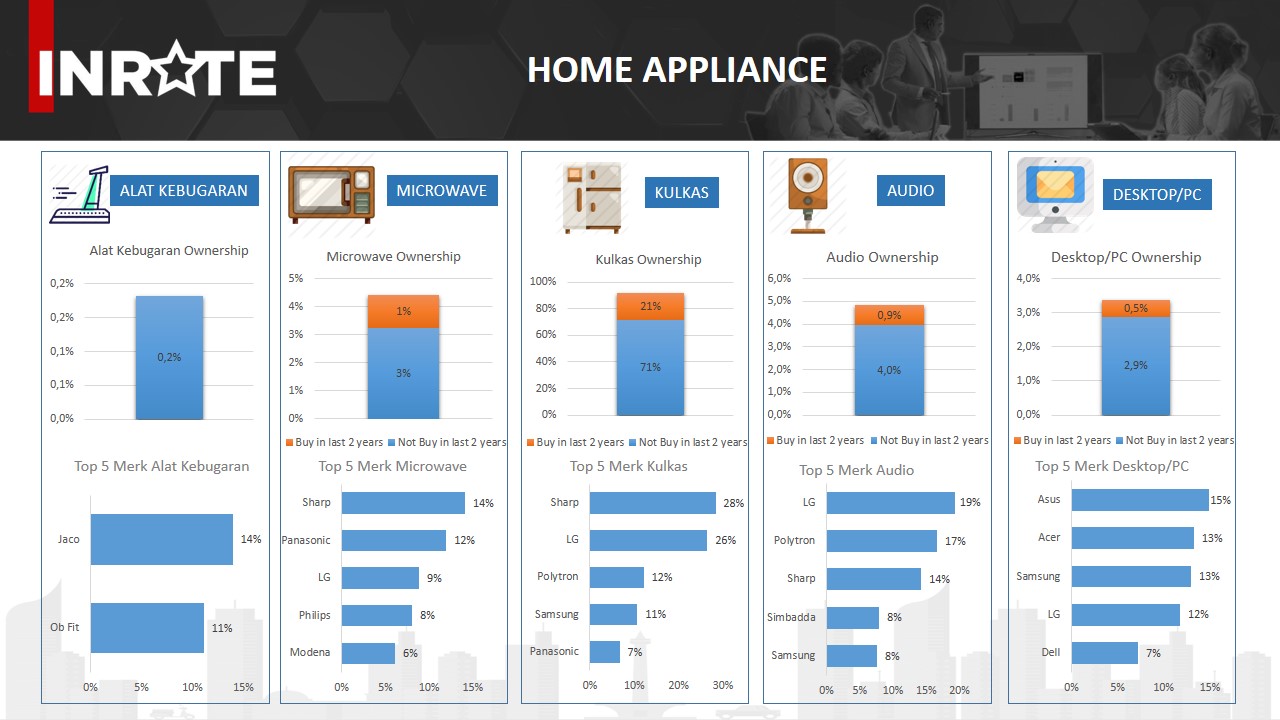 INRATE
HOME APPLIANCE
ALAT KEBUGARAN
Alat Kebugaran Ownership
0,2%
0,2%
0,1%
0,1%
0,0%
0,2%
Top 5 Merk Alat Kebugaran
Jaco 14%
Ob Fit 11%
0% 5% 10% 15%
MICROWAVE
Microwave Ownership
5%
4%
3%
2%
1%
0%
1%
3%
Buy in last 2 years Not Buy in last 2 years
Top 5 Merk Microwave
Sharp 14%
Panasonic 12%
LG 9%
Philips 8%
Modena 6%
0% 5% 10% 15%
KULKAS
Kulkas Ownership
100%
80%
60%
40%
20%
0%
21%
71%
Buy in last 2 years Not Buy in last 2 years
Top 5 Merk Kulkas
Sharp 28%
LG 26%
Polytron 12%
Samsung 11%
Panasonic 7%
0% 10% 20% 30%
AUDIO
Audio Ownership
6,0%
5,0%
4,0%
3,0%
2,0%
1,0%
0,0%
0,9%
4,0%
Buy in last 2 years Not Buy in last 2 years
Top 5 Merk Audio
LG 19%
Polytron 17%
Sharp 14%
Simbadda 8%
Samsung 8%
0% 5% 10% 15% 20%
DESKTOP/PC
Desktop/PC Ownership
4,0%
3,0%
2,0%
1,0%
0,0%
0,5%
2,9%
Buy in last 2 years Not Buy in last 2 years
Top 5 Merk Desktop/PC
Asus 15%
Acer 13%
Samsung 13%
LG 12%
Dell 7%
0% 5% 10% 15%